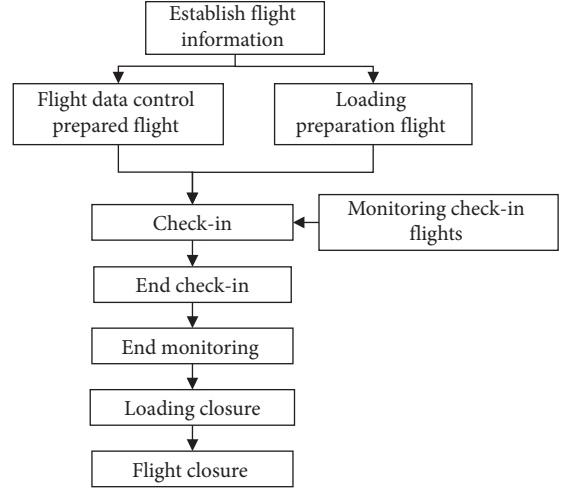 Establish flight
information
Flight data control
prepared flight
Loading
preparation flight
Check-in
Monitoring check-in
flights
End check-in
End monitoring
Loading closure
Flight closure